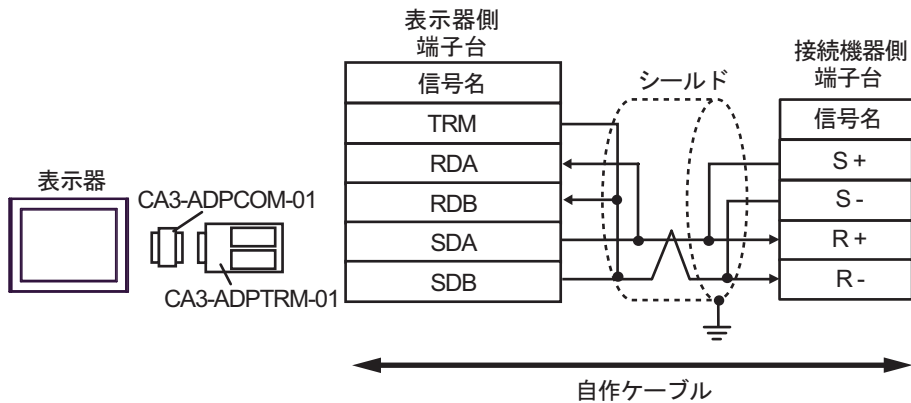 表示器
CA3-ADPCOM-01
CA3-ADPTRM-01
表示器側
端子台
信号名
TRM
RDA
RDB
SDA
SDB
シールド
接続機器側
端子台
信号名
S +
S -
R +
R -
自作ケーブル